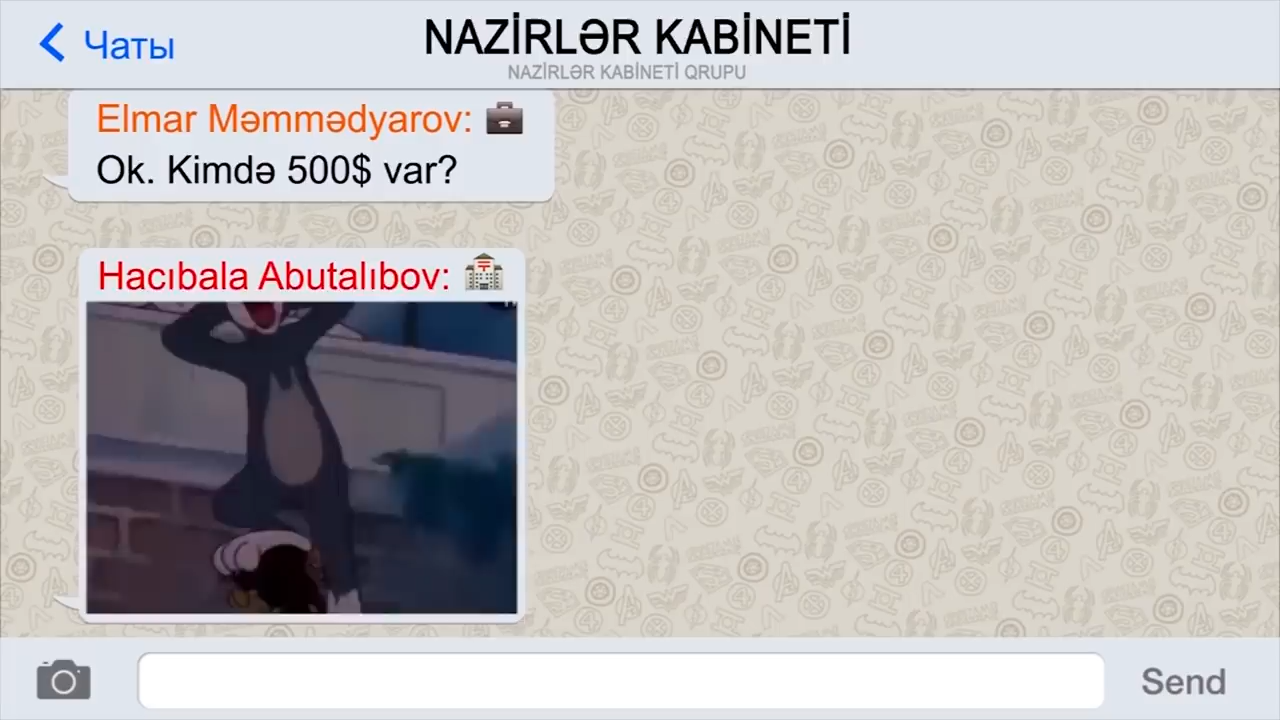 Чаты
NAZİRLƏR KABİNETİ
NAZİRLƏR KABİNETİ QRUPU
Elmar Məmmədyarov:
Ok. Kimdə 500$ var?
Hacıbala Abutalıbov:
Send